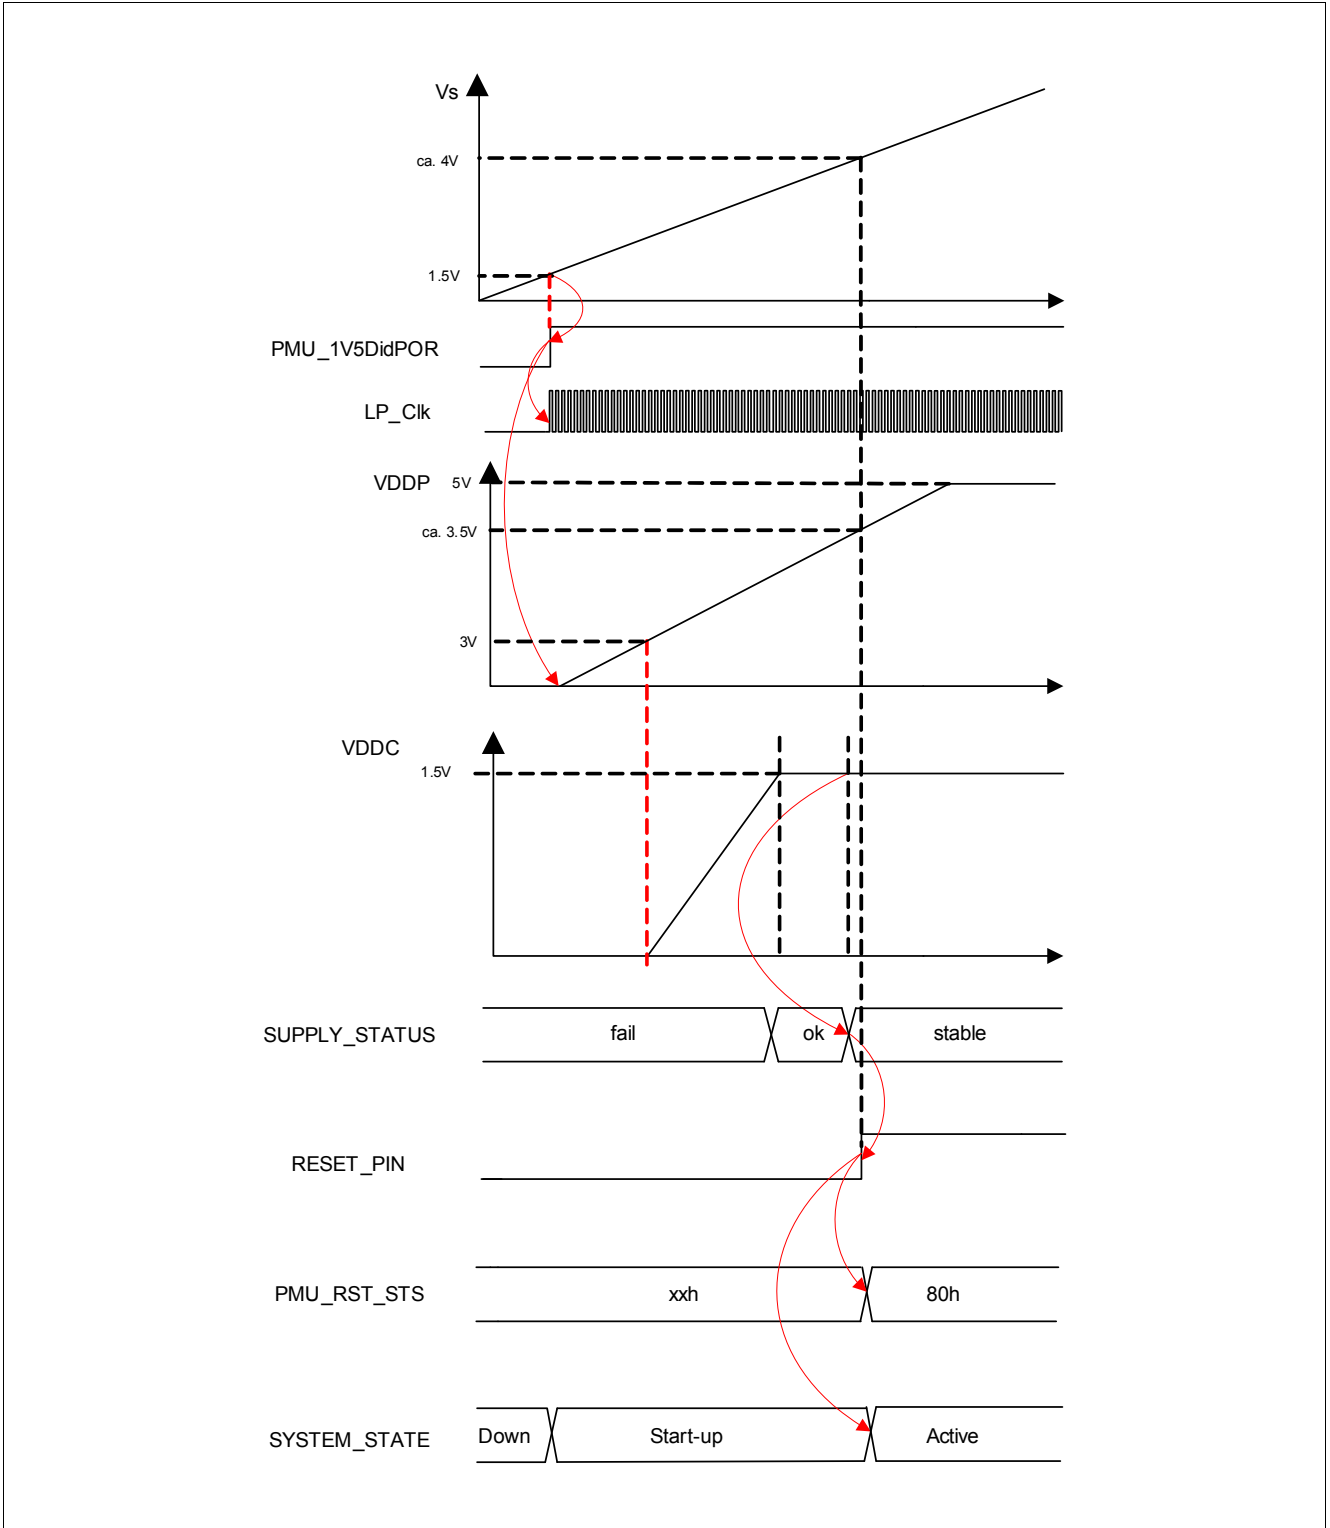 Vs
ca. 4V
1.5V
PMU_1V5DidPOR
LP_Clk
VDDP 5V
ca. 3.5V
3V
VDDC
1.5V
SUPPLY_STATUS fail ok stable
RESET_PIN
PMU_RST_STS xxh 80h
SYSTEM_STATE Down Start-up Active